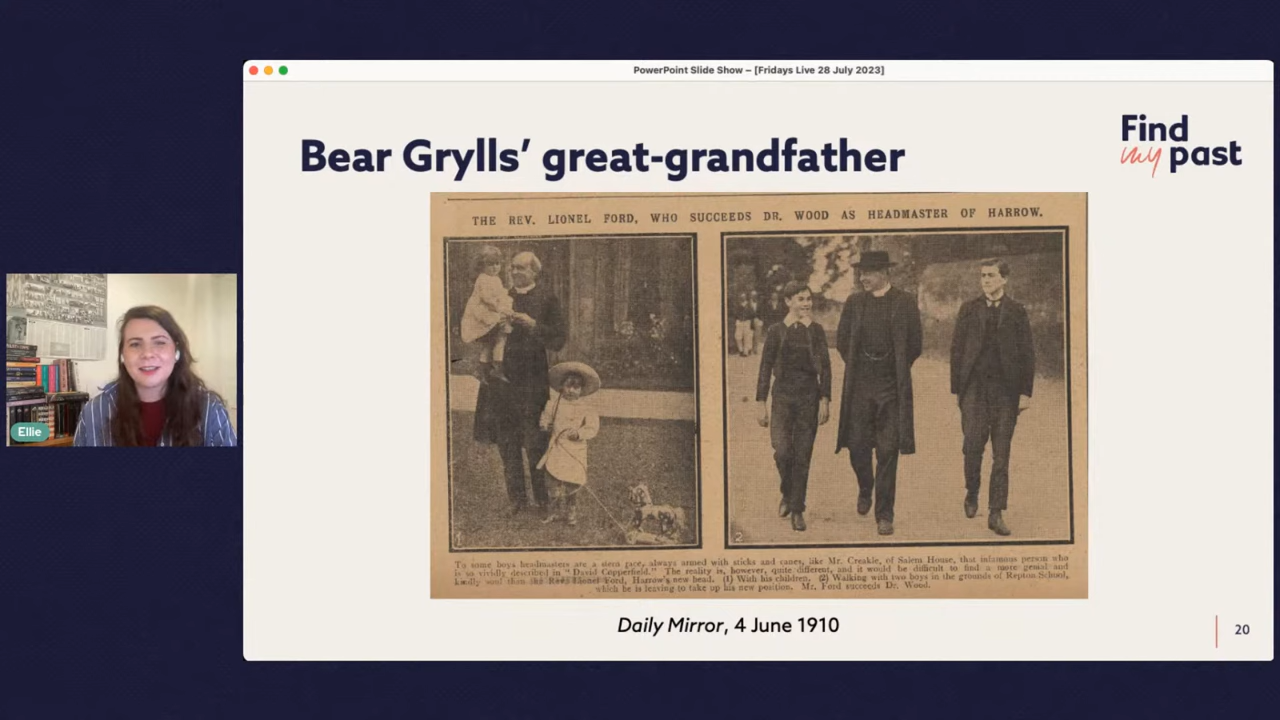 PowerPoint Slide Show – [Fridays Live 28 July 2023]
Bear Grylls’ great-grandfather
Find
my past
THE REV. LIONEL FORD, WHO SUCCEEDS DR. WOOD AS HEADMASTER OF HARROW.
1
2
To some boys headmasters are a stern race, always armed with sticks and canes, like Mr. Creakle, of Salem House, that infamous person who
is so vividly described in "David Copperfield." The reality is, however, quite different, and it would be difficult to find a more genial and
kindly soul than the Rev. Lionel Ford, Harrow's new head. (1) With his children. (2) Walking with two boys in the grounds of Repton School,
which he is leaving to take up his new position. Mr. Ford succeeds Dr. Wood.
Daily Mirror, 4 June 1910
20
Ellie